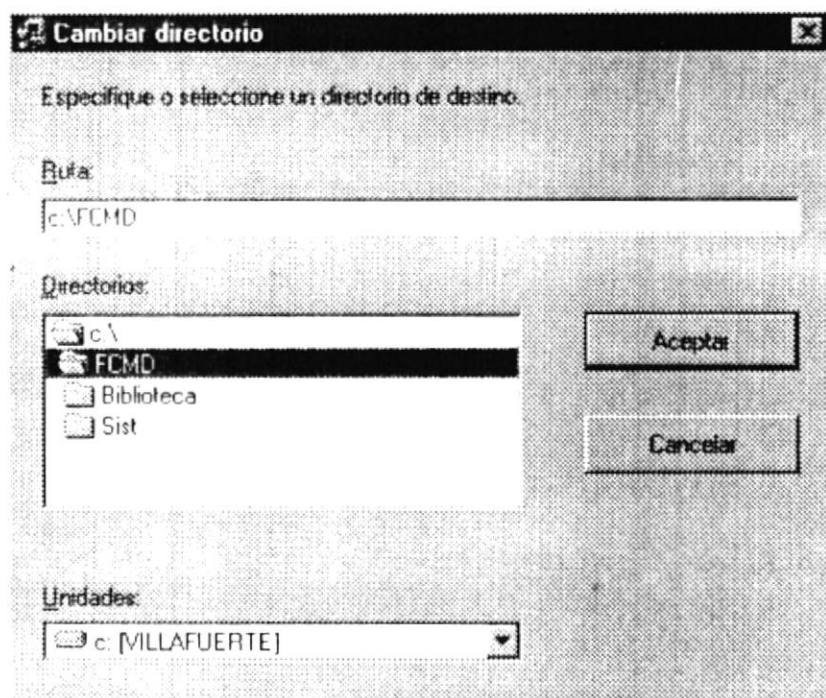 Cambiar directorio
Especifique o seleccione un directorio de destino.
Ruta:
c:\FCMD
Directorios:
c:\
FCMD
Biblioteca
Sist
Aceptar
Cancelar
Unidades:
c: [VILLAFUERTE]